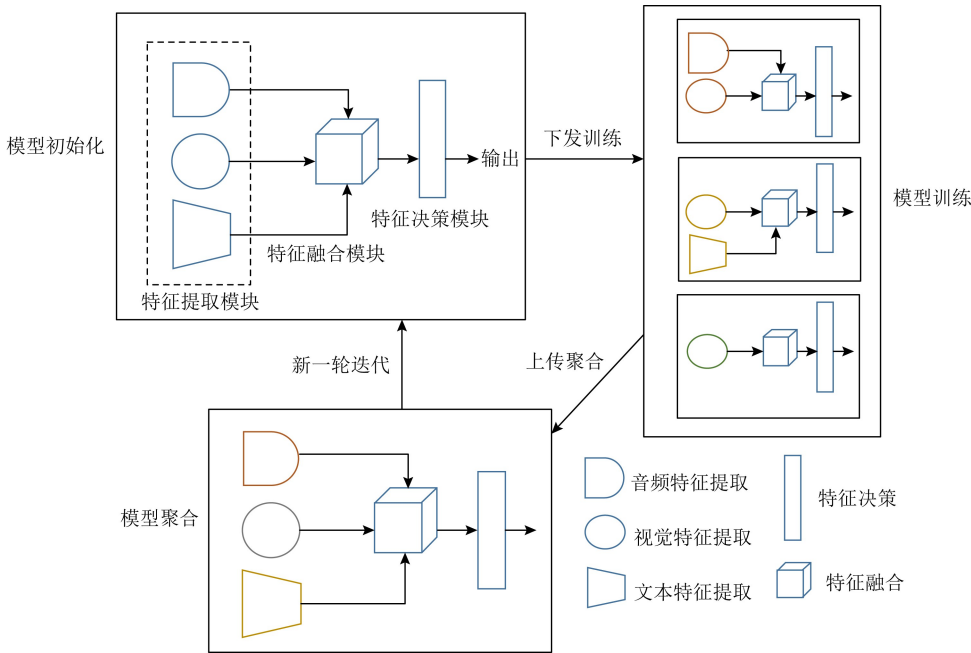 模型初始化
输出
特征决策模块
特征融合模块
特征提取模块
下发训练
模型训练
新一轮迭代
上传聚合
模型聚合
音频特征提取
视觉特征提取
文本特征提取
特征决策
特征融合